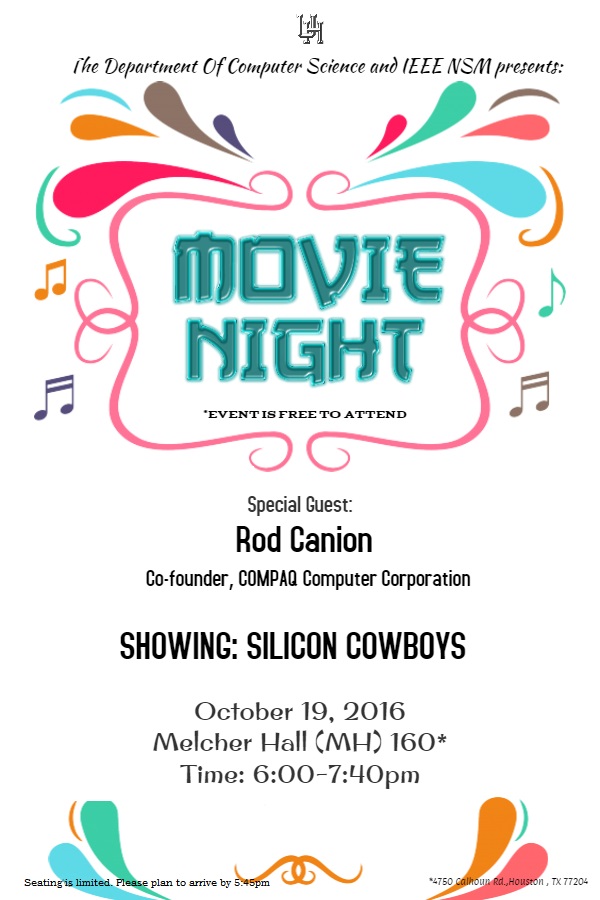 UH
The Department Of Computer Science and IEEE NSM presents:
MOVIE
NIGHT
*EVENT IS FREE TO ATTEND
Special Guest:
Rod Canion
Co-founder, COMPAQ Computer Corporation
SHOWING: SILICON COWBOYS
October 19, 2016
Melcher Hall (MH) 160*
Time: 6:00-7:40pm
Seating is limited. Please plan to arrive by 5:45pm
*4750 Calhoun Rd.,Houston , TX 77204